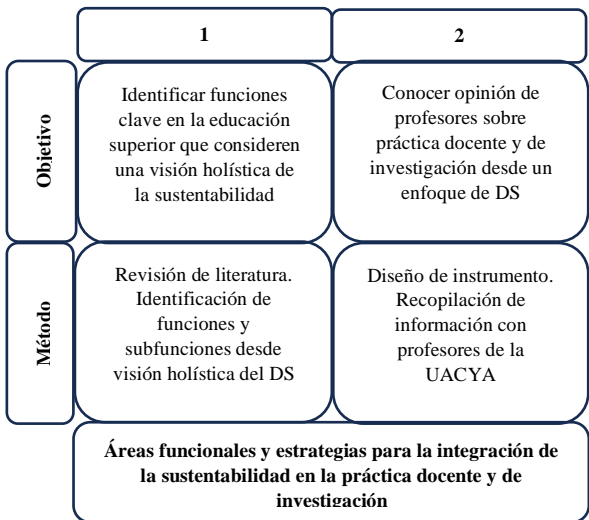 1
2
Objetivo
Identificar funciones
clave en la educación
superior que consideren
una visión holística de
la sustentabilidad
Conocer opinión de
profesores sobre
práctica docente y de
investigación desde un
enfoque de DS
Método
Revisión de literatura.
Identificación de
funciones y
subfunciones desde
visión holística del DS
Diseño de instrumento.
Recopilación de
información con
profesores de la
UACYA
Áreas funcionales y estrategias para la integración de
la sustentabilidad en la práctica docente y de
investigación